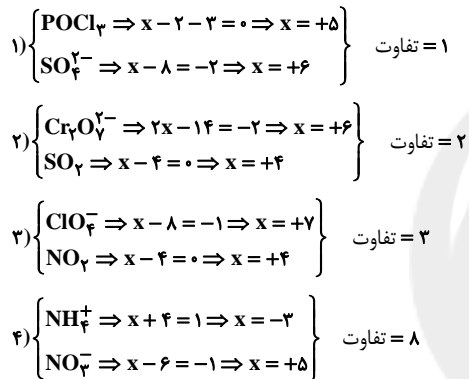 ۱) POCl₃ ⇒ x − ۲ − ۳ = ۰ ⇒ x = +۵
SO₄²⁻ ⇒ x − ۸ = −۲ ⇒ x = +۶
تفاوت = ۱
۲) Cr₂O₇²⁻ ⇒ ۲x − ۱۴ = −۲ ⇒ x = +۶
SO₂ ⇒ x − ۴ = ۰ ⇒ x = +۴
تفاوت = ۲
۳) ClO₄⁻ ⇒ x − ۸ = −۱ ⇒ x = +۷
NO₂ ⇒ x − ۴ = ۰ ⇒ x = +۴
تفاوت = ۳
۴) NH₄⁺ ⇒ x + ۴ = ۱ ⇒ x = −۳
NO₃⁻ ⇒ x − ۶ = −۱ ⇒ x = +۵
تفاوت = ۸